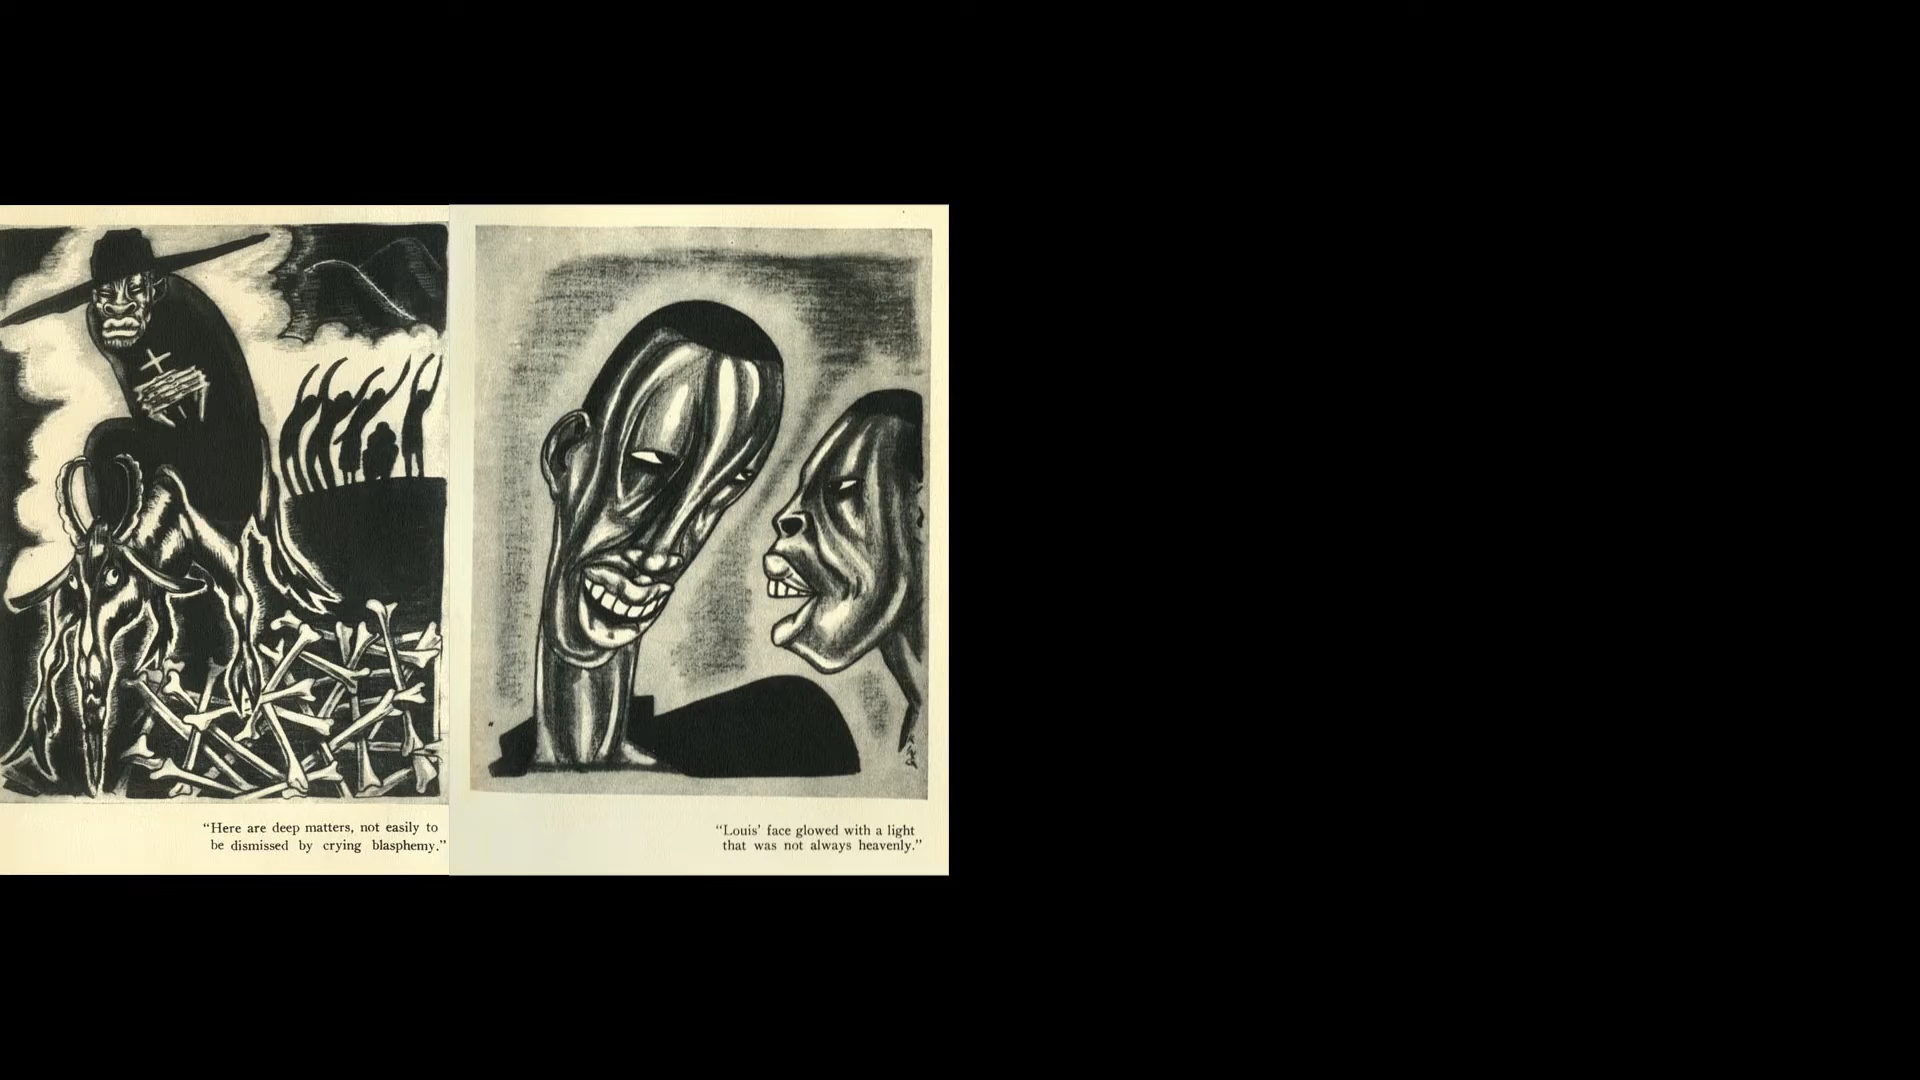 “Here are deep matters, not easily to
be dismissed by crying blasphemy.”
“Louis’ face glowed with a light
that was not always heavenly.”